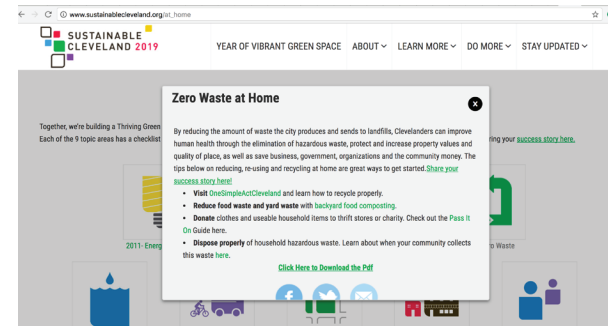 www.sustainablecleveland.org/at_home
SUSTAINABLE
CLEVELAND 2019
YEAR OF VIBRANT GREEN SPACE ABOUT LEARN MORE DO MORE STAY UPDATED
Zero Waste at Home
x
Together, we're building a Thriving Green
Each of the 9 topic areas has a checklist
ring your success story here.
By reducing the amount of waste the city produces and sends to landfills, Clevelanders can improve
human health through the elimination of hazardous waste, protect and increase property values and
quality of place, as well as save business, government, organizations and the community money. The
tips below on reducing, re-using and recycling at home are great ways to get started.Share your
success story here!
• Visit OneSimpleActCleveland and learn how to recycle properly.
• Reduce food waste and yard waste with backyard food composting.
• Donate clothes and useable household items to thrift stores or charity. Check out the Pass It
On Guide here.
• Dispose properly of household hazardous waste. Learn about when your community collects
this waste here.
Click Here to Download the Pdf
2011- Energ
ro Waste